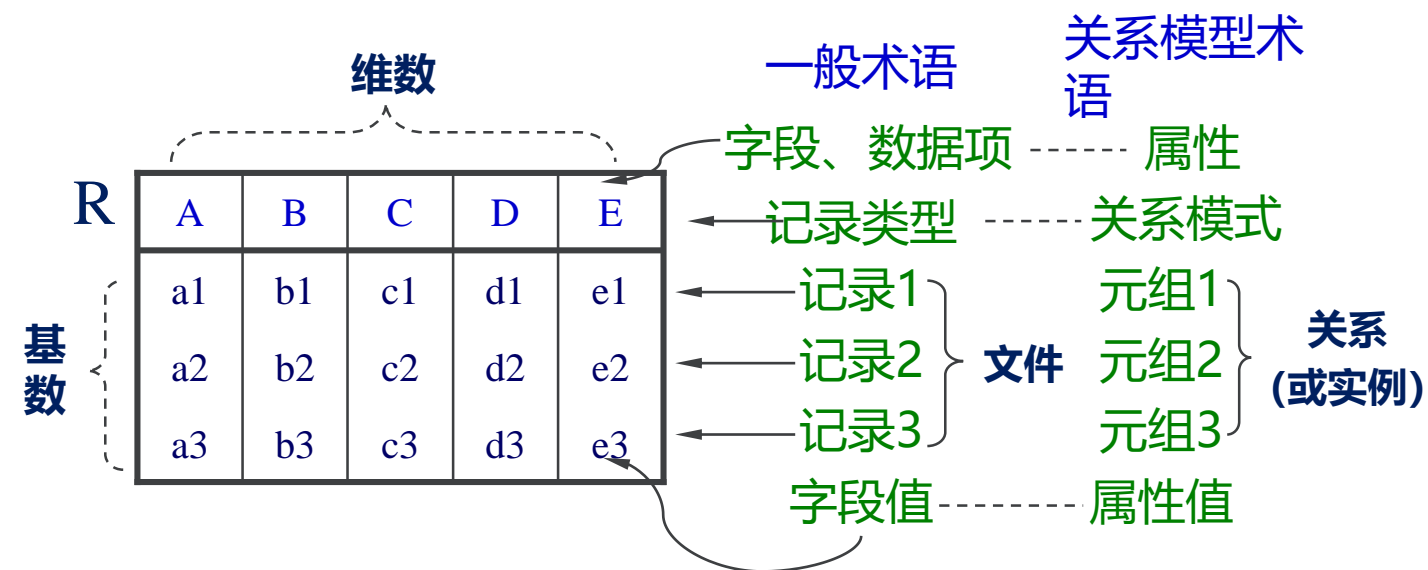 维数
一般术语
关系模型术
语
字段、数据项
属性
R
A B C D E
记录类型
关系模式
基
数
a1 b1 c1 d1 e1
记录1
元组1
a2 b2 c2 d2 e2
记录2
文件
元组2
关系
(或实例)
a3 b3 c3 d3 e3
记录3
元组3
字段值
属性值